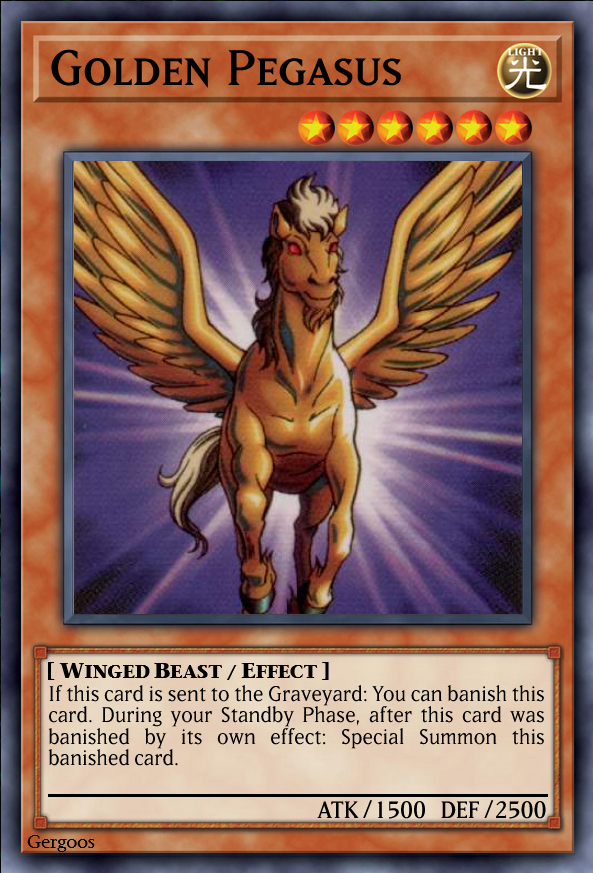 Golden Pegasus
LIGHT
光
[ Winged Beast / Effect ]
If this card is sent to the Graveyard: You can banish this
card. During your Standby Phase, after this card was
banished by its own effect: Special Summon this
banished card.
ATK / 1500 DEF / 2500
Gergoos